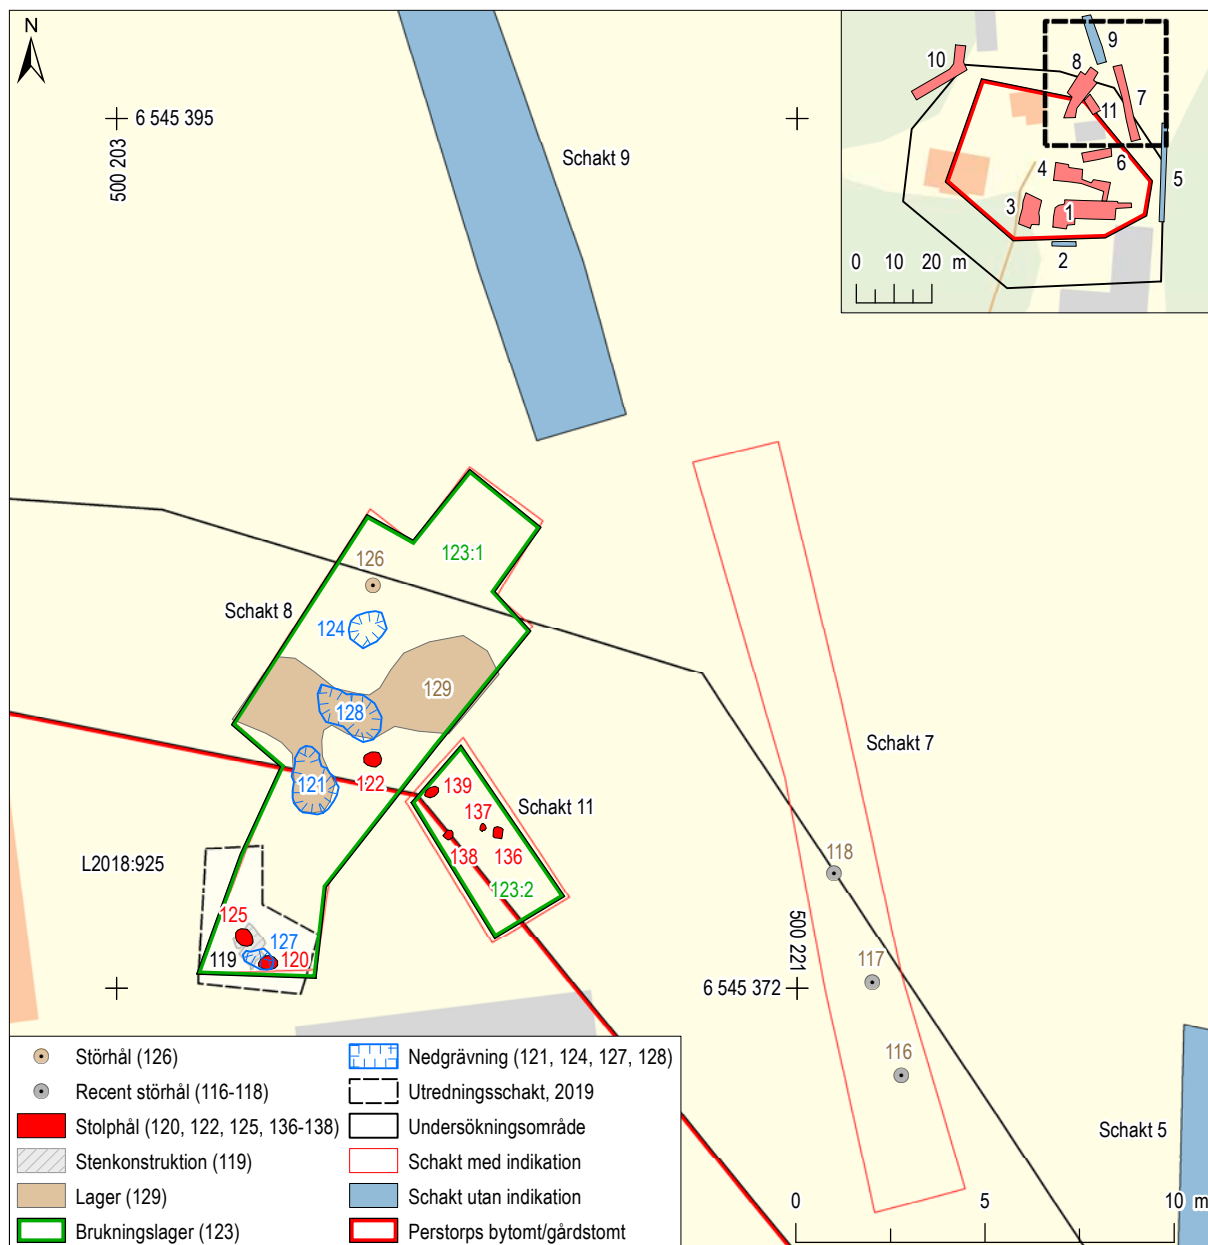 N
6 545 395
500 203
Schakt 9
10
9
8
7
11
6
4
5
3
1
2
0 10 20 m
126
123:1
Schakt 8
124
129
128
Schakt 7
122
121
139
137
Schakt 11
138
136
118
L2018:925
123:2
125
127
119
120
500 221
117
6 545 372
116
Schakt 5
Störhål (126)
Recent störhål (116-118)
Stolphål (120, 122, 125, 136-138)
Stenkonstruktion (119)
Lager (129)
Brukningslager (123)
Nedgrävning (121, 124, 127, 128)
Utredningsschakt, 2019
Undersökningsområde
Schakt med indikation
Schakt utan indikation
Perstorps bytomt/gårdstomt
0 5 10 m